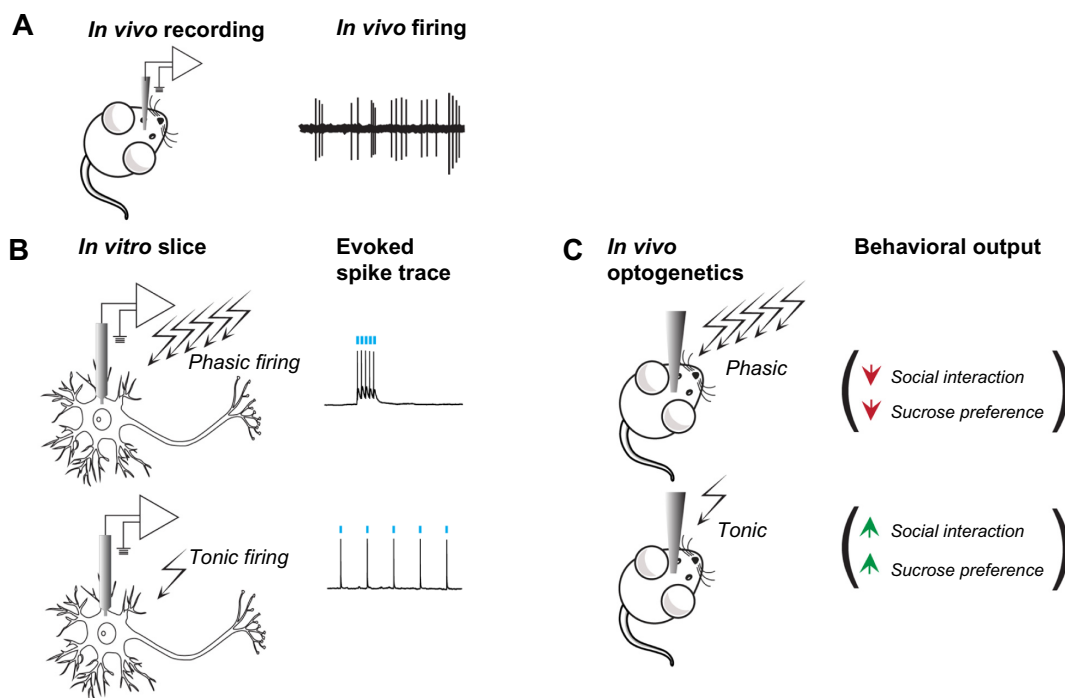 A
In vivo recording
In vivo firing
B
In vitro slice
Evoked
spike trace
Phasic firing
Tonic firing
C
In vivo
optogenetics
Behavioral output
Phasic
Social interaction
Sucrose preference
Tonic
Social interaction
Sucrose preference